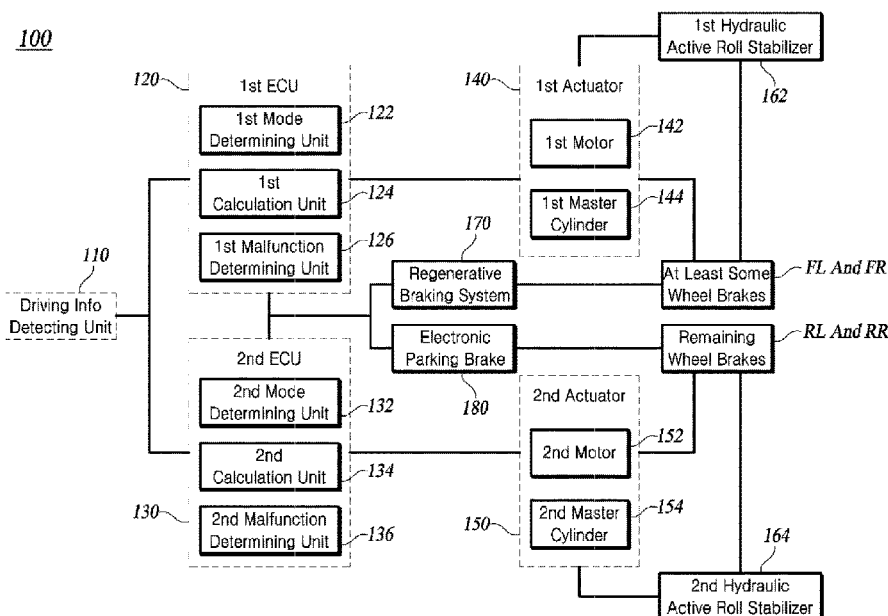 100
1st Hydraulic
Active Roll Stabilizer
162
120
1st ECU
1st Mode
Determining Unit
122
1st
Calculation Unit
124
1st Malfunction
Determining Unit
126
140
1st Actuator
1st Motor
142
1st Master
Cylinder
144
110
Driving Info
Detecting Unit
170
Regenerative
Braking System
At Least Some
Wheel Brakes
FL And FR
Electronic
Parking Brake
180
Remaining
Wheel Brakes
RL And RR
2nd ECU
2nd Mode
Determining Unit
132
2nd
Calculation Unit
134
130
2nd Malfunction
Determining Unit
136
2nd Actuator
2nd Motor
152
150
2nd Master
Cylinder
154
164
2nd Hydraulic
Active Roll Stabilizer